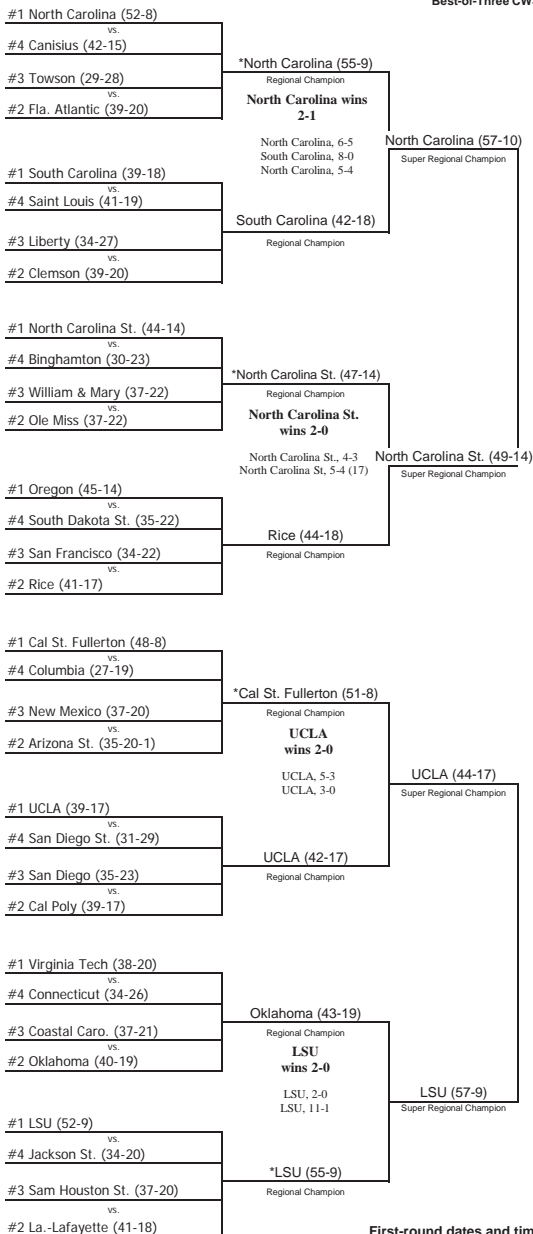 Best-of-Three CWS
#1 North Carolina (52-8)
vs.
#4 Canisius (42-15)
#3 Towson (29-28)
vs.
#2 Fla. Atlantic (39-20)
*North Carolina (55-9)
Regional Champion
North Carolina wins
2-1
North Carolina, 6-5
South Carolina, 8-0
North Carolina, 5-4
North Carolina (57-10)
Super Regional Champion
#1 South Carolina (39-18)
vs.
#4 Saint Louis (41-19)
#3 Liberty (34-27)
vs.
#2 Clemson (39-20)
South Carolina (42-18)
Regional Champion
#1 North Carolina St. (44-14)
vs.
#4 Binghamton (30-23)
#3 William & Mary (37-22)
vs.
#2 Ole Miss (37-22)
*North Carolina St. (47-14)
Regional Champion
North Carolina St.
wins 2-0
North Carolina St., 4-3
North Carolina St, 5-4 (17)
North Carolina St. (49-14)
Super Regional Champion
#1 Oregon (45-14)
vs.
#4 South Dakota St. (35-22)
#3 San Francisco (34-22)
vs.
#2 Rice (41-17)
Rice (44-18)
Regional Champion
#1 Cal St. Fullerton (48-8)
vs.
#4 Columbia (27-19)
#3 New Mexico (37-20)
vs.
#2 Arizona St. (35-20-1)
*Cal St. Fullerton (51-8)
Regional Champion
UCLA
wins 2-0
UCLA, 5-3
UCLA, 3-0
UCLA (44-17)
Super Regional Champion
#1 UCLA (39-17)
vs.
#4 San Diego St. (31-29)
#3 San Diego (35-23)
vs.
#2 Cal Poly (39-17)
UCLA (42-17)
Regional Champion
#1 Virginia Tech (38-20)
vs.
#4 Connecticut (34-26)
#3 Coastal Caro. (37-21)
vs.
#2 Oklahoma (40-19)
Oklahoma (43-19)
Regional Champion
LSU
wins 2-0
LSU, 2-0
LSU, 11-1
LSU (57-9)
Super Regional Champion
#1 LSU (52-9)
vs.
#4 Jackson St. (34-20)
#3 Sam Houston St. (37-20)
vs.
#2 La.-Lafayette (41-18)
*LSU (55-9)
Regional Champion
First-round dates and tim